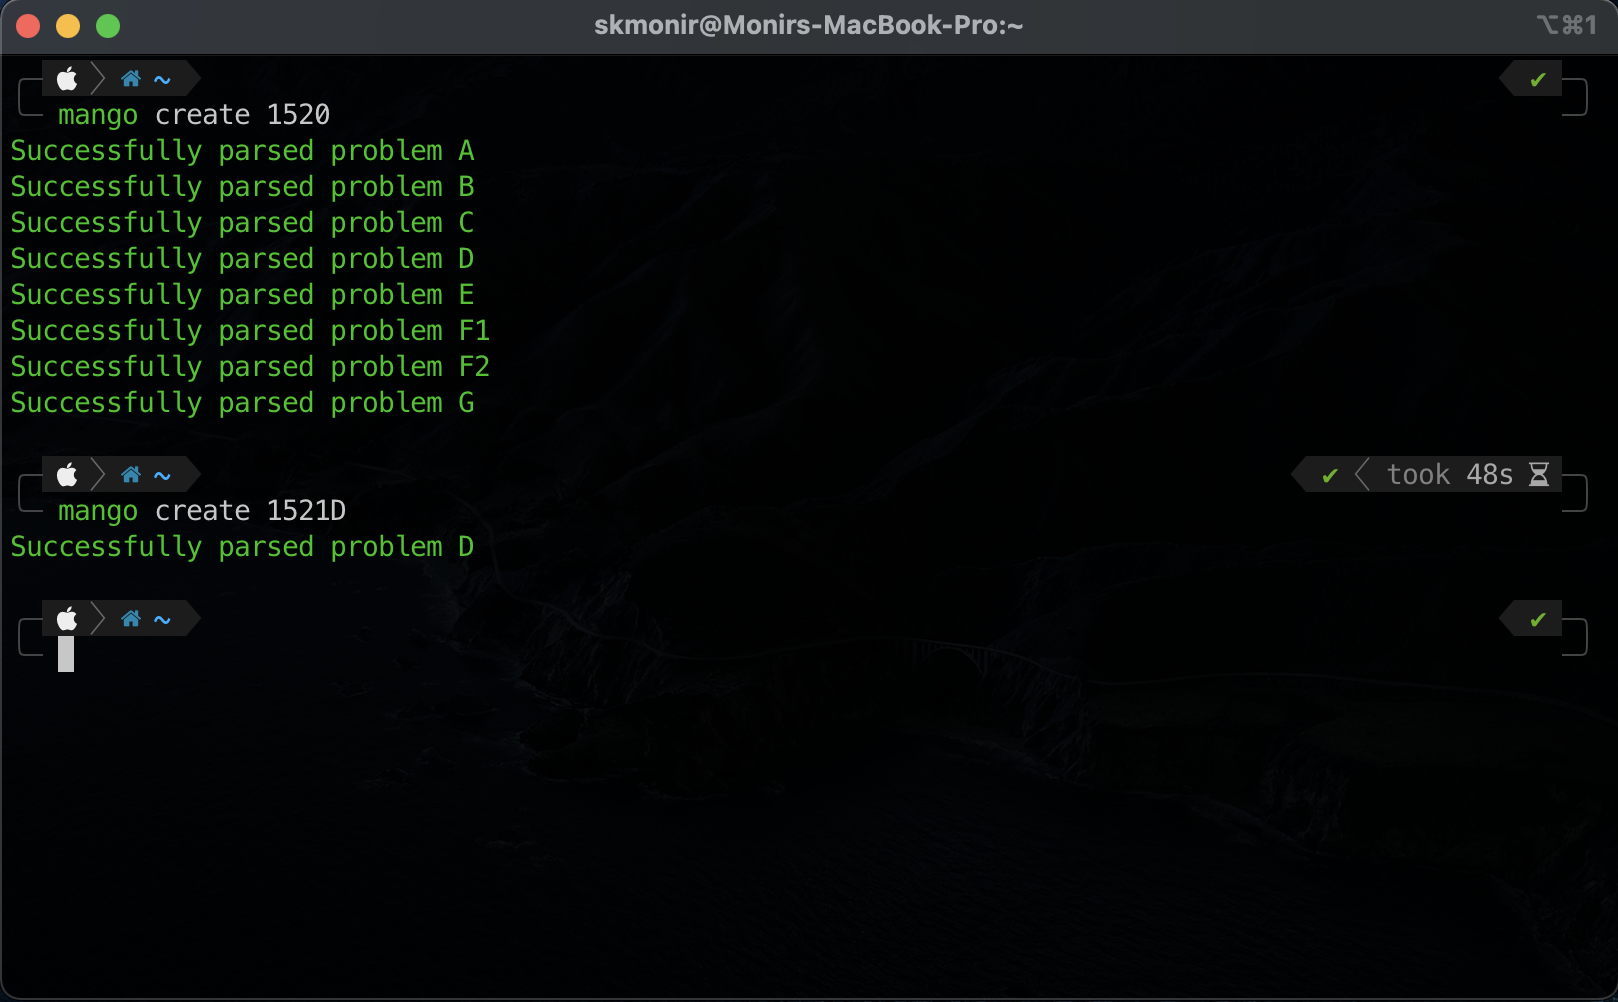 skmonir@Monirs-MacBook-Pro:~ ⌥⌘1
~ ✔
mango create 1520
Successfully parsed problem A
Successfully parsed problem B
Successfully parsed problem C
Successfully parsed problem D
Successfully parsed problem E
Successfully parsed problem F1
Successfully parsed problem F2
Successfully parsed problem G
~ ✔ took 48s
mango create 1521D
Successfully parsed problem D
~ ✔